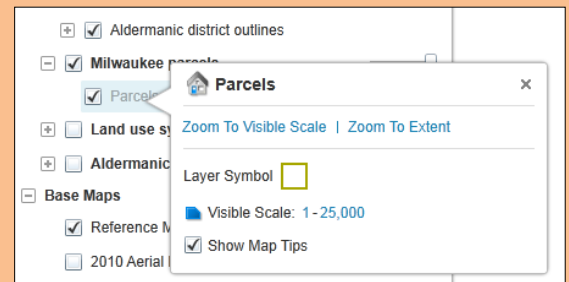 Aldermanic district outlines
Milwaukee parcels
Parcels
Parcels
Zoom To Visible Scale | Zoom To Extent
Land use
Layer Symbol
Aldermanic
Base Maps
Visible Scale: 1 - 25,000
Reference
Show Map Tips
2010 Aerial